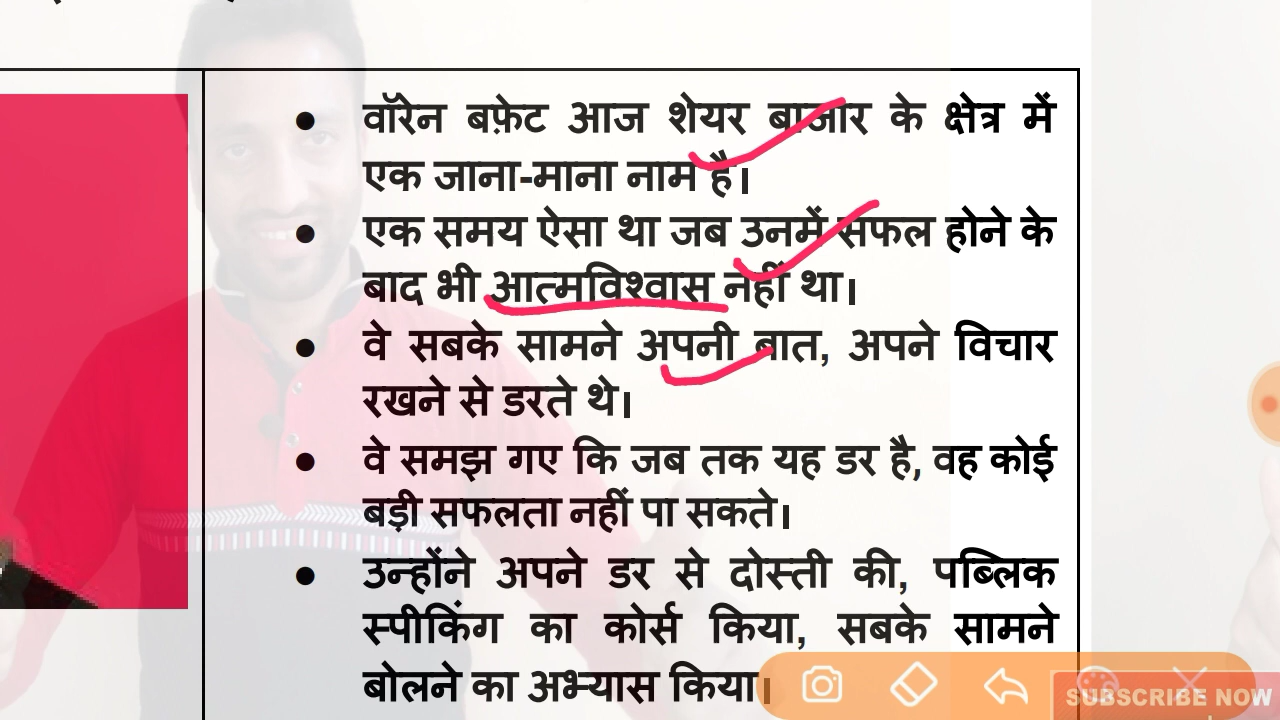 वॉरेन बफ़ेट आज शेयर बाजार के क्षेत्र में
एक जाना-माना नाम है।
एक समय ऐसा था जब उनमें सफल होने के
बाद भी आत्मविश्वास नहीं था।
वे सबके सामने अपनी बात, अपने विचार
रखने से डरते थे।
वे समझ गए कि जब तक यह डर है, वह कोई
बड़ी सफलता नहीं पा सकते।
उन्होंने अपने डर से दोस्ती की, पब्लिक
स्पीकिंग का कोर्स किया, सबके सामने
बोलने का अभ्यास किया।
SUBSCRIBE NOW